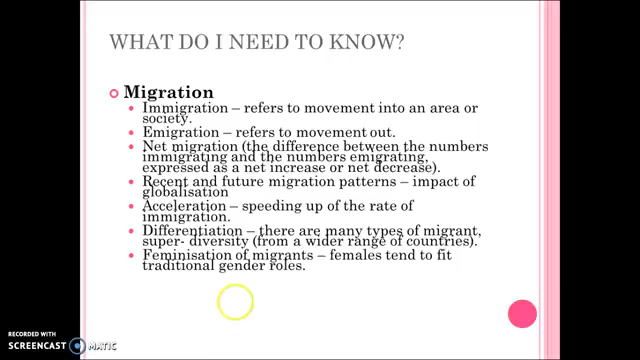 WHAT DO I NEED TO KNOW?
Migration
Immigration – refers to movement into an area or
society.
Emigration – refers to movement out.
Net migration (the difference between the numbers
immigrating and the numbers emigrating,
expressed as a net increase or net decrease).
Recent and future migration patterns – impact of
globalisation
Acceleration – speeding up of the rate of
immigration.
Differentiation – there are many types of migrant,
super- diversity (from a wider range of countries).
Feminisation of migrants – females tend to fit
traditional gender roles.
RECORDED WITH
SCREENCAST MATIC